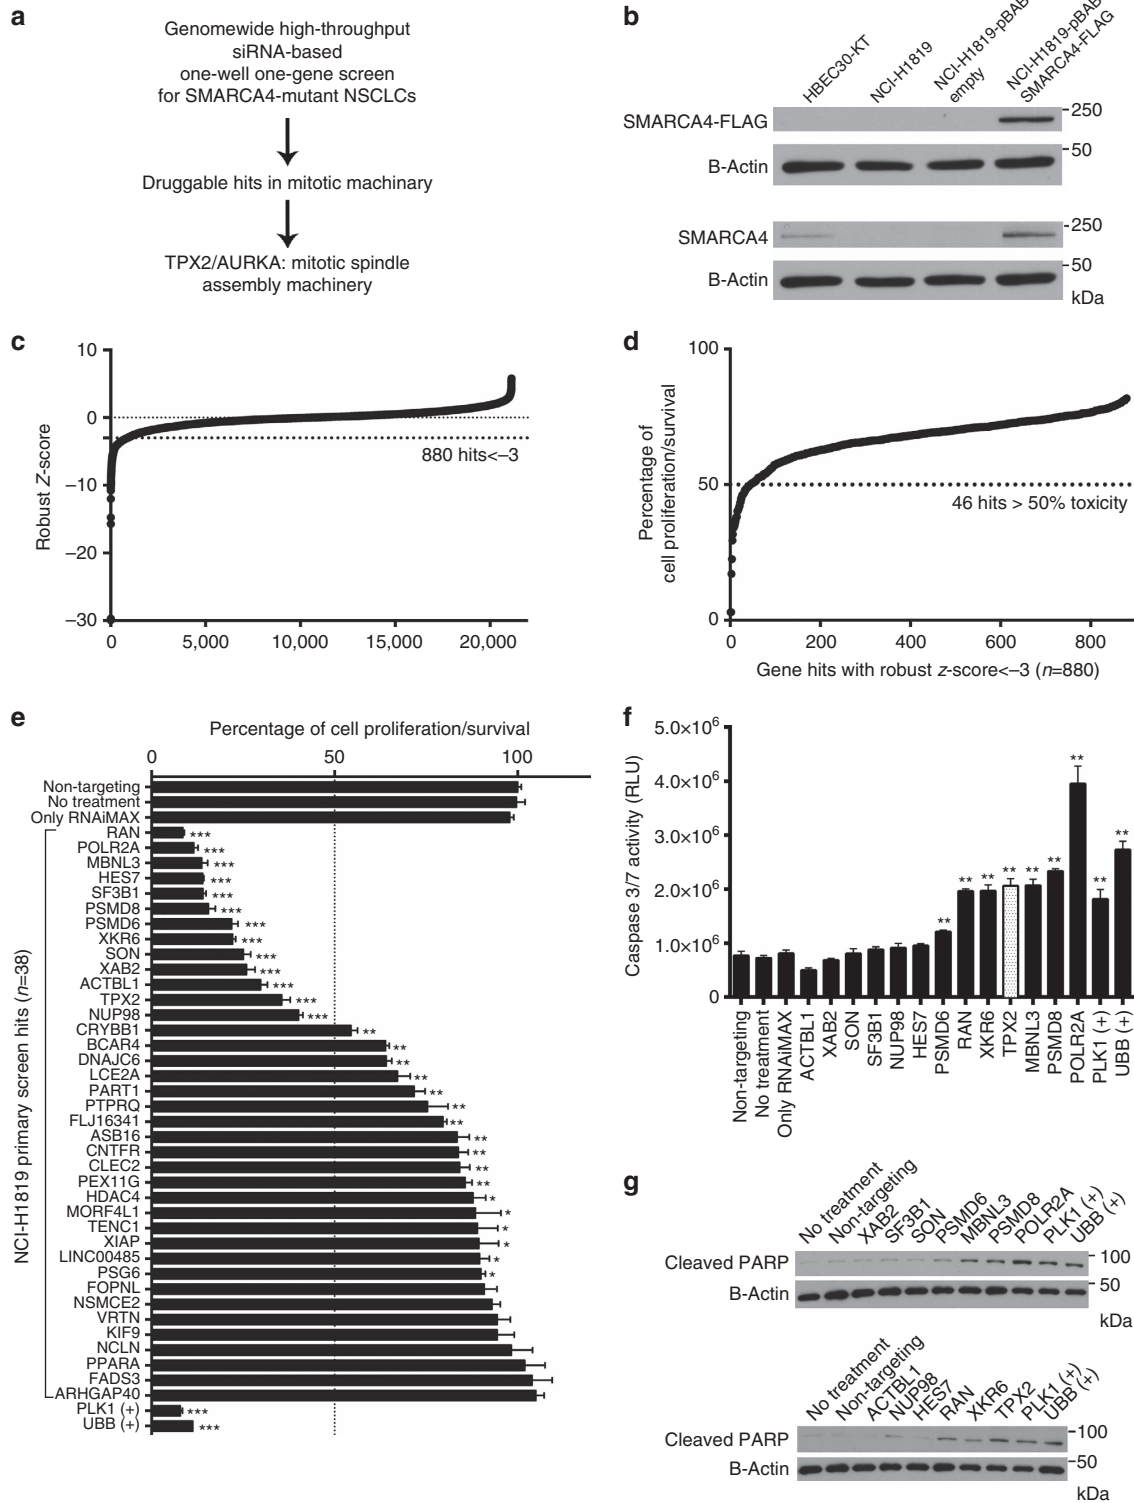 a
Genomewide high-throughput
siRNA-based
one-well one-gene screen
for SMARCA4-mutant NSCLCs
Druggable hits in mitotic machinary
TPX2/AURKA: mitotic spindle
assembly machinery
b
HBEC30-KT
NCI-H1819
NCI-H1819-pBAB
empty
NCI-H1819-pBAB
SMARCA4-FLAG
SMARCA4-FLAG
250
B-Actin
50
SMARCA4
250
B-Actin
50
kDa
c
Robust Z-score
10
0
–10
–20
–30
880 hits<–3
0
5,000
10,000
15,000
20,000
d
Percentage of
cell proliferation/survival
100
50
0
46 hits > 50% toxicity
0
200
400
600
800
Gene hits with robust z-score<–3 (n=880)
e
Percentage of cell proliferation/survival
0
50
100
NCI-H1819 primary screen hits (n=38)
Non-targeting
No treatment
Only RNAiMAX
RAN ***
POLR2A ***
MBNL3 ***
HES7 ***
SF3B1 ***
PSMD8 ***
PSMD6 ***
XKR6 ***
SON ***
XAB2 ***
ACTBL1 ***
TPX2 ***
NUP98 ***
CRYBB1 **
BCAR4 **
DNAJC6 **
LCE2A **
PART1 **
PTPRQ **
FLJ16341 **
ASB16 **
CNTFR **
CLEC2 **
PEX11G **
HDAC4 *
MORF4L1 *
TENC1 *
XIAP *
LINC00485 *
PSG6 *
FOPNL
NSMCE2
VRTN
KIF9
NCLN
PPARA
FADS3
ARHGAP40
PLK1 (+) ***
UBB (+) ***
f
Caspase 3/7 activity (RLU)
5.0×10⁶
4.0×10⁶
3.0×10⁶
2.0×10⁶
1.0×10⁶
0
** ** ** ** ** ** ** ** **
Non-targeting
No treatment
Only RNAiMAX
ACTBL1
XAB2
SON
SF3B1
NUP98
HES7
PSMD6
RAN
XKR6
TPX2
MBNL3
PSMD8
POLR2A
PLK1 (+)
UBB (+)
g
No treatment
Non-targeting
XAB2
SF3B1
SON
PSMD6
MBNL3
PSMD8
POLR2A
PLK1 (+)
UBB (+)
Cleaved PARP
100
B-Actin
50
kDa
No treatment
Non-targeting
ACTBL1
NUP98
HES7
RAN
XKR6
TPX2
PLK1 (+)
UBB (+)
Cleaved PARP
100
B-Actin
50
kDa